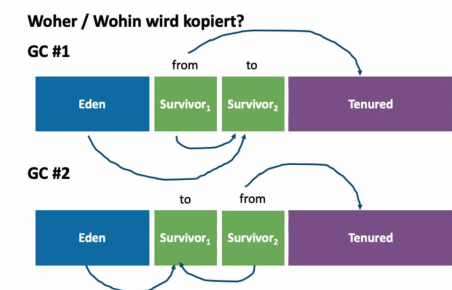 Woher / Wohin wird kopiert?
GC #1
from to
Eden Survivor₁ Survivor₂ Tenured
GC #2
to from
Eden Survivor₁ Survivor₂ Tenured